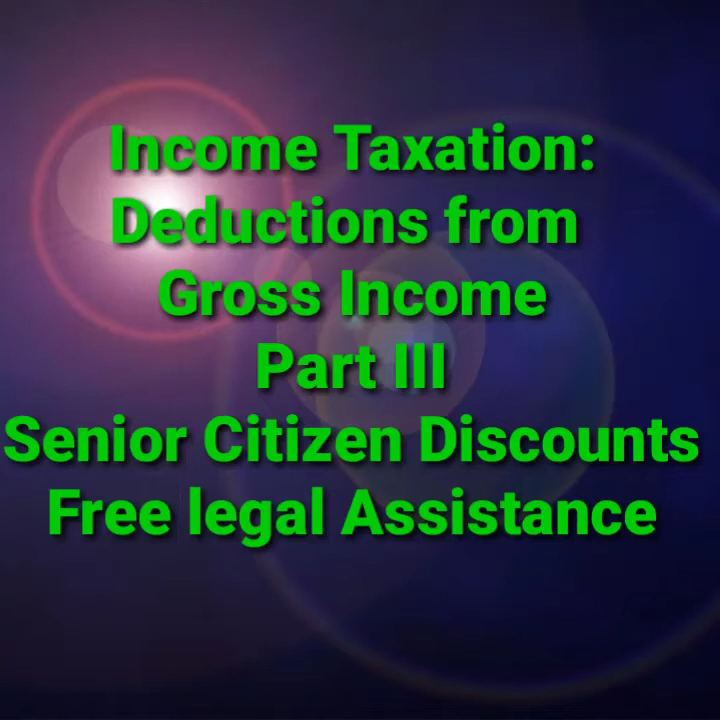 Income Taxation:
Deductions from
Gross Income
Part III
Senior Citizen Discounts
Free legal Assistance